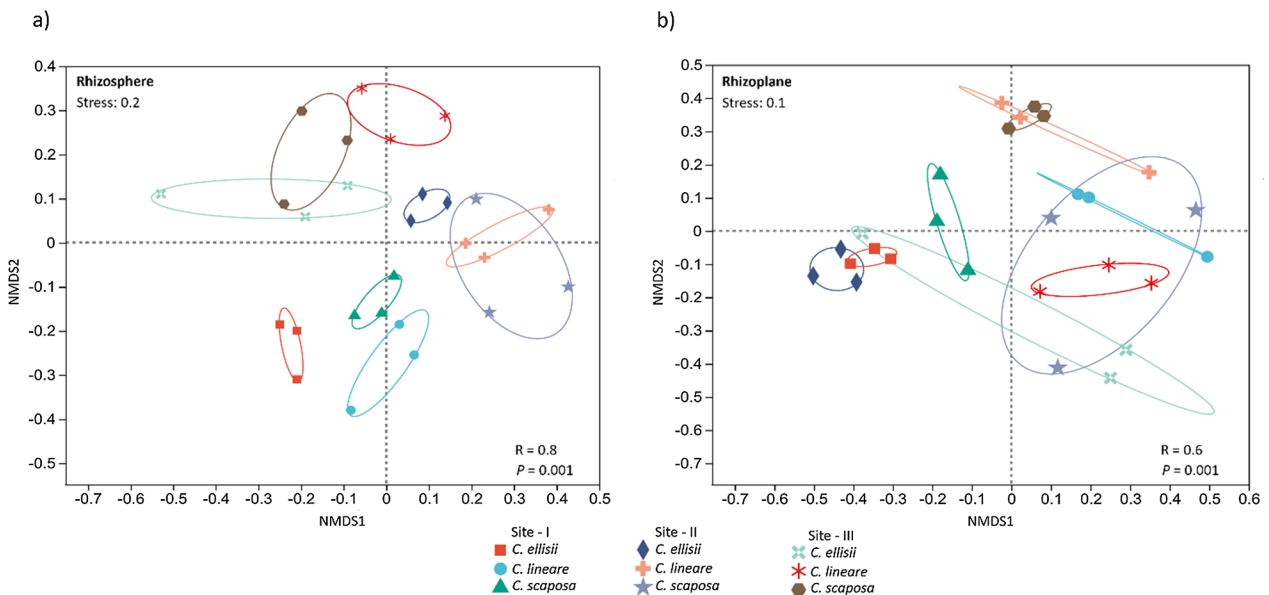 a)
b)
Rhizosphere
Stress: 0.2
0.4
0.3
0.2
0.1
0
-0.1
-0.2
-0.3
-0.4
-0.5
NMDS2
R = 0.8
P = 0.001
-0.7 -0.6 -0.5 -0.4 -0.3 -0.2 -0.1 0 0.1 0.2 0.3 0.4 0.5
NMDS1
Rhizoplane
Stress: 0.1
0.5
0.4
0.3
0.2
0.1
0
-0.1
-0.2
-0.3
-0.4
-0.5
-0.6
-0.7
NMDS2
R = 0.6
P = 0.001
-0.7 -0.6 -0.5 -0.4 -0.3 -0.2 -0.1 0 0.1 0.2 0.3 0.4 0.5 0.6
NMDS1
Site - I
C. ellisii
C. lineare
C. scaposa
Site - II
C. ellisii
C. lineare
C. scaposa
Site - III
C. ellisii
C. lineare
C. scaposa